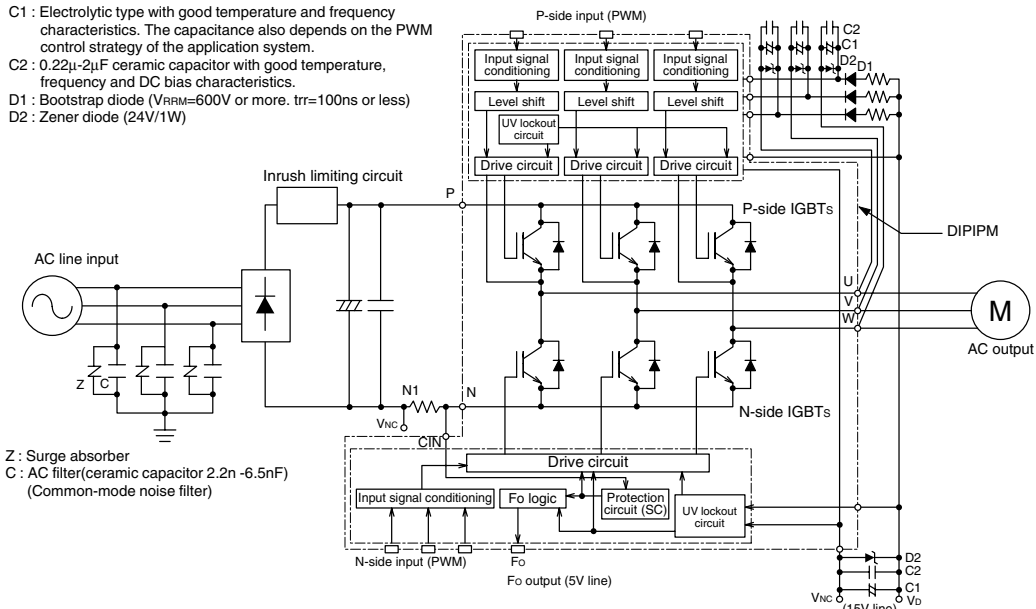 C1 : Electrolytic type with good temperature and frequency
characteristics. The capacitance also depends on the PWM
control strategy of the application system.
C2 : 0.22μ-2μF ceramic capacitor with good temperature,
frequency and DC bias characteristics.
D1 : Bootstrap diode (VRRM=600V or more. trr=100ns or less)
D2 : Zener diode (24V/1W)
P-side input (PWM)
C2
C1
D2
D1
Input signal conditioning
Input signal conditioning
Input signal conditioning
Level shift
Level shift
Level shift
UV lockout circuit
Drive circuit
Drive circuit
Drive circuit
Inrush limiting circuit
P
P-side IGBTs
DIPIPM
AC line input
U
V
W
M
AC output
Z
C
N1
N
VNC
CIN
N-side IGBTs
Z : Surge absorber
C : AC filter(ceramic capacitor 2.2n -6.5nF)
(Common-mode noise filter)
Drive circuit
Input signal conditioning
Fo logic
Protection circuit (SC)
UV lockout circuit
N-side input (PWM)
Fo
Fo output (5V line)
D2
C2
C1
VNC
(15V line)
VD